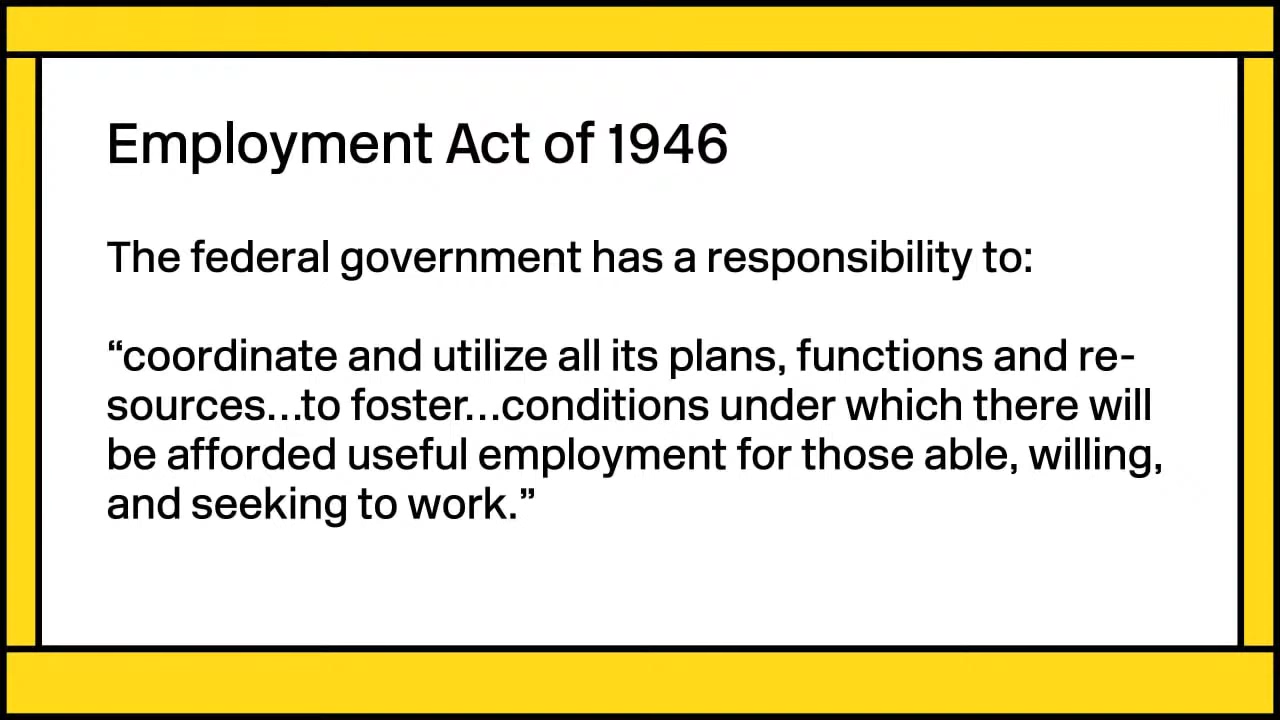 Employment Act of 1946
The federal government has a responsibility to:
“coordinate and utilize all its plans, functions and re-
sources...to foster...conditions under which there will
be afforded useful employment for those able, willing,
and seeking to work.”